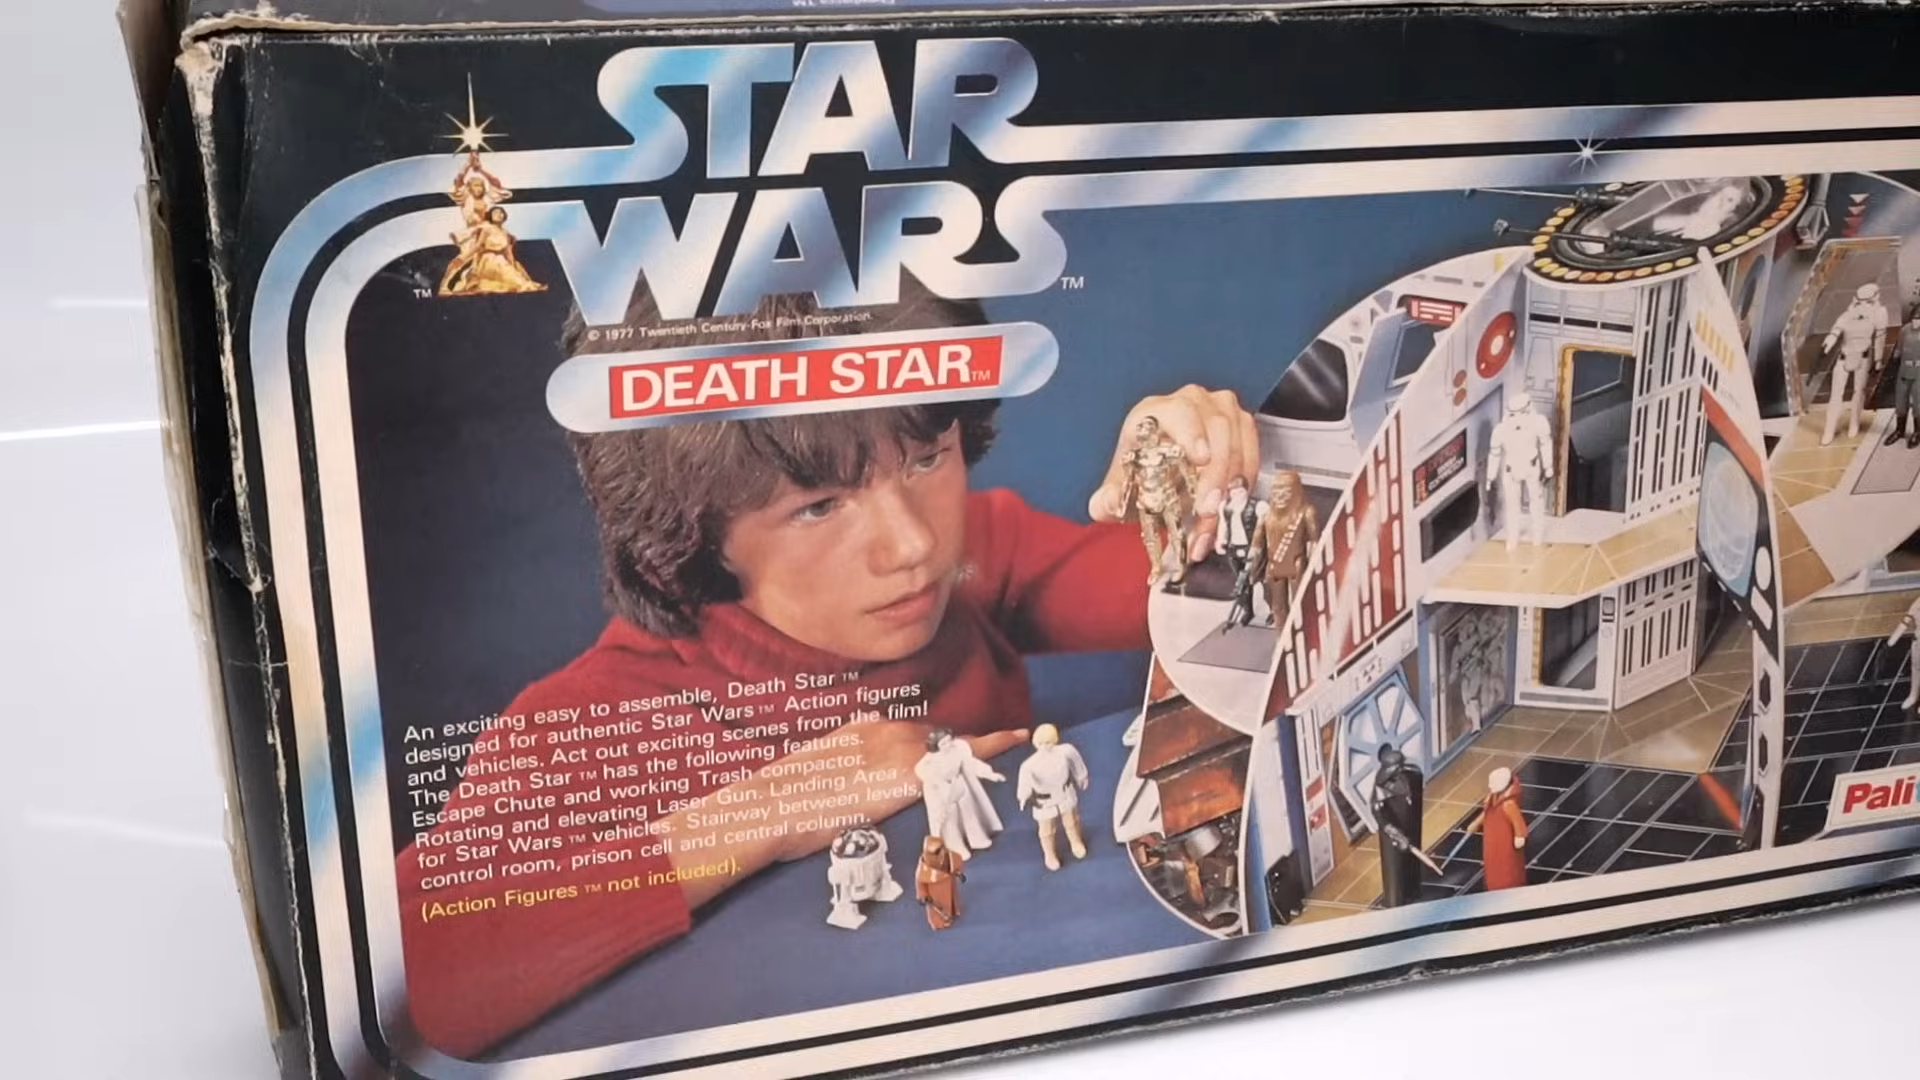 STAR
WARS
TM
TM
© 1977 Twentieth Century-Fox Film Corporation.
DEATH STAR TM
An exciting easy to assemble, Death Star TM
designed for authentic Star Wars TM Action figures
and vehicles. Act out exciting scenes from the film!
The Death Star TM has the following features.
Escape Chute and working Trash compactor.
Rotating and elevating Laser Gun. Landing Area
for Star Wars TM vehicles. Stairway between levels,
control room, prison cell and central column.
(Action Figures TM not included).
Pali